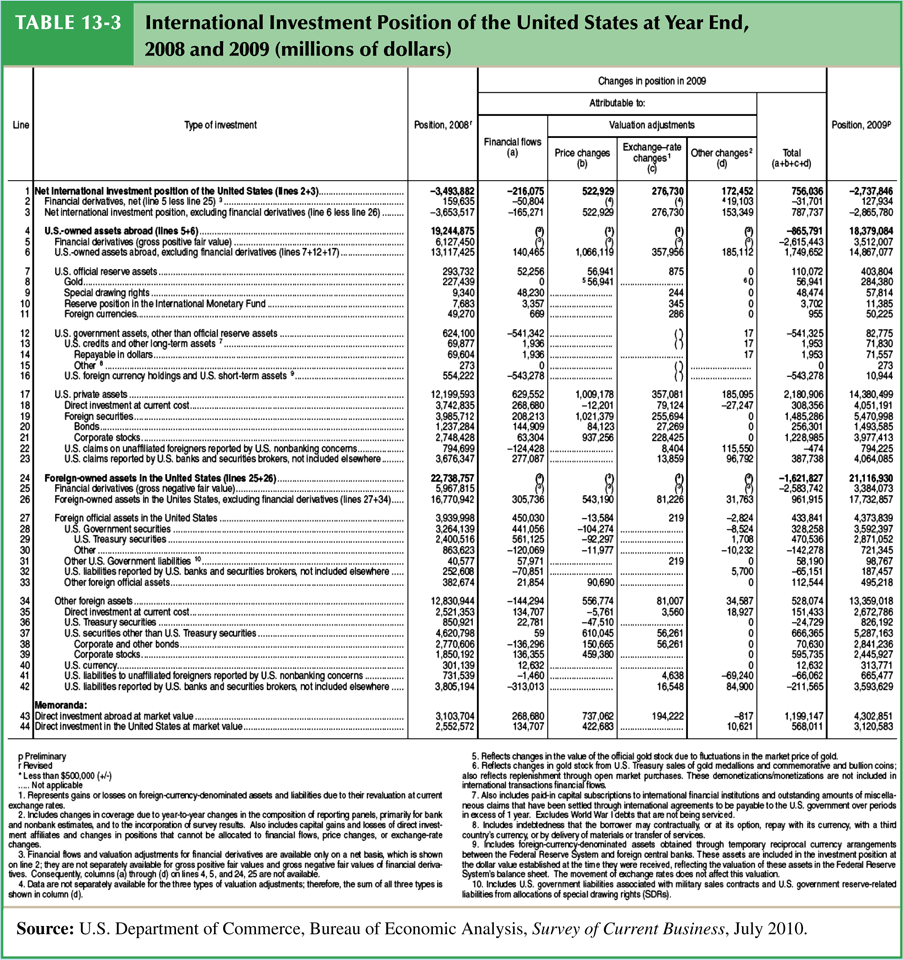 TABLE 13-3 International Investment Position of the United States at Year End,
2008 and 2009 (millions of dollars)
Changes in position in 2009
Attributable to:
Line Type of investment Position, 2008r Valuation adjustments Position, 2009p
Financial flows (a) Price changes (b) Exchange–rate changes1 (c) Other changes2 (d) Total (a+b+c+d)
1 Net international investment position of the United States (lines 2+3) –3,493,882 –216,075 522,929 276,730 172,452 756,036 –2,737,846
2 Financial derivatives, net (line 5 less line 25) 3 159,635 –50,804 (4) (4) 4 19,103 –31,701 127,934
3 Net international investment position, excluding financial derivatives (line 6 less line 26) –3,653,517 –165,271 522,929 276,730 153,349 787,737 –2,865,780
4 U.S.-owned assets abroad (lines 5+6) 19,244,875 (3) (3) (3) (3) –865,791 18,379,084
5 Financial derivatives (gross positive fair value) 6,127,450 (3) (3) (3) (3) –2,615,443 3,512,007
6 U.S.-owned assets abroad, excluding financial derivatives (lines 7+12+17) 13,117,425 140,465 1,066,119 357,956 185,112 1,749,652 14,867,077
7 U.S. official reserve assets 293,732 52,256 56,941 875 0 110,072 403,804
8 Gold 227,439 0 5 56,941 .......... 6 0 56,941 284,380
9 Special drawing rights 9,340 48,230 .......... 244 0 48,474 57,814
10 Reserve position in the International Monetary Fund 7,683 3,357 .......... 345 0 3,702 11,385
11 Foreign currencies 49,270 669 .......... 286 0 955 50,225
12 U.S. government assets, other than official reserve assets 624,100 –541,342 .......... (*) 17 –541,325 82,775
13 U.S. credits and other long-term assets 7 69,877 1,936 .......... (*) 17 1,953 71,830
14 Repayable in dollars 69,604 1,936 .......... .......... 17 1,953 71,557
15 Other 8 273 0 .......... (*) .......... 0 273
16 U.S. foreign currency holdings and U.S. short-term assets 9 554,222 –543,278 .......... (*) .......... –543,278 10,944
17 U.S. private assets 12,199,593 629,552 1,009,178 357,081 185,095 2,180,906 14,380,499
18 Direct investment at current cost 3,742,835 268,680 –12,201 79,124 –27,247 308,356 4,051,191
19 Foreign securities 3,985,712 208,213 1,021,379 255,694 0 1,485,286 5,470,998
20 Bonds 1,237,284 144,909 84,123 27,269 0 256,301 1,493,585
21 Corporate stocks 2,748,428 63,304 937,256 228,425 0 1,228,985 3,977,413
22 U.S. claims on unaffiliated foreigners reported by U.S. nonbanking concerns 794,699 –124,428 .......... 8,404 115,550 –474 794,225
23 U.S. claims reported by U.S. banks and securities brokers, not included elsewhere 3,676,347 277,087 .......... 13,859 96,792 387,738 4,064,085
24 Foreign-owned assets in the United States (lines 25+26) 22,738,757 (3) (3) (3) (3) –1,621,827 21,116,930
25 Financial derivatives (gross negative fair value) 5,967,815 (3) (3) (3) (3) –2,583,742 3,384,073
26 Foreign-owned assets in the Unites States, excluding financial derivatives (lines 27+34) 16,770,942 305,736 543,190 81,226 31,763 961,915 17,732,857
27 Foreign official assets in the United States 3,939,998 450,030 –13,584 219 –2,824 433,841 4,373,839
28 U.S. Government securities 3,264,139 441,056 –104,274 .......... –8,524 328,258 3,592,397
29 U.S. Treasury securities 2,400,516 561,125 –92,297 .......... 1,708 470,536 2,871,052
30 Other 863,623 –120,069 –11,977 .......... –10,232 –142,278 721,345
31 Other U.S. Government liabilities 10 40,577 57,971 .......... 219 0 58,190 98,767
32 U.S. liabilities reported by U.S. banks and securities brokers, not included elsewhere 252,608 –70,851 .......... .......... 5,700 –65,151 187,457
33 Other foreign official assets 382,674 21,854 90,690 .......... 0 112,544 495,218
34 Other foreign assets 12,830,944 –144,294 556,774 81,007 34,587 528,074 13,359,018
35 Direct investment at current cost 2,521,353 134,707 –5,761 3,560 18,927 151,433 2,672,786
36 U.S. Treasury securities 850,921 22,781 –47,510 .......... 0 –24,729 826,192
37 U.S. securities other than U.S. Treasury securities 4,620,798 59 610,045 56,261 0 666,365 5,287,163
38 Corporate and other bonds 2,770,606 –136,296 150,665 56,261 0 70,630 2,841,236
39 Corporate stocks 1,850,192 136,355 459,380 .......... 0 595,735 2,445,927
40 U.S. currency 301,139 12,632 .......... .......... 0 12,632 313,771
41 U.S. liabilities to unaffiliated foreigners reported by U.S. nonbanking concerns 731,539 –1,460 .......... 4,638 –69,240 –66,062 665,477
42 U.S. liabilities reported by U.S. banks and securities brokers, not included elsewhere 3,805,194 –313,013 .......... 16,548 84,900 –211,565 3,593,629
Memoranda:
43 Direct investment abroad at market value 3,103,704 268,680 737,062 194,222 –817 1,199,147 4,302,851
44 Direct investment in the United States at market value 2,552,572 134,707 422,683 .......... 10,621 568,011 3,120,583
p Preliminary
r Revised
* Less than $500,000 (+/-)
..... Not applicable
1. Represents gains or losses on foreign-currency-denominated assets and liabilities due to their revaluation at current
exchange rates.
2. Includes changes in coverage due to year-to-year changes in the composition of reporting panels, primarily for bank
and nonbank estimates, and to the incorporation of survey results. Also includes capital gains and losses of direct invest-
ment affiliates and changes in positions that cannot be allocated to financial flows, price changes, or exchange-rate
changes.
3. Financial flows and valuation adjustments for financial derivatives are available only on a net basis, which is shown
on line 2; they are not separately available for gross positive fair values and gross negative fair values of financial deriva-
tives. Consequently, columns (a) through (d) on lines 4, 5, and 24, 25 are not available.
4. Data are not separately available for the three types of valuation adjustments; therefore, the sum of all three types is
shown in column (d).
5. Reflects changes in the value of the official gold stock due to fluctuations in the market price of gold.
6. Reflects changes in gold stock from U.S. Treasury sales of gold medallions and commemorative and bullion coins;
also reflects replenishment through open market purchases. These demonetizations/monetizations are not included in
international transactions financial flows.
7. Also includes paid-in capital subscriptions to international financial institutions and outstanding amounts of miscella-
neous claims that have been settled through international agreements to be payable to the U.S. government over periods
in excess of 1 year. Excludes World War I debts that are not being serviced.
8. Includes indebtedness that the borrower may contractually, or at its option, repay with its currency, with a third
country's currency, or by delivery of materials or transfer of services.
9. Includes foreign-currency-denominated assets obtained through temporary reciprocal currency arrangements
between the Federal Reserve System and foreign central banks. These assets are included in the investment position at
the dollar value established at the time they were received, reflecting the valuation of these assets in the Federal Reserve
System's balance sheet. The movement of exchange rates does not affect this valuation.
10. Includes U.S. government liabilities associated with military sales contracts and U.S. government reserve-related
liabilities from allocations of special drawing rights (SDRs).
Source: U.S. Department of Commerce, Bureau of Economic Analysis, Survey of Current Business, July 2010.